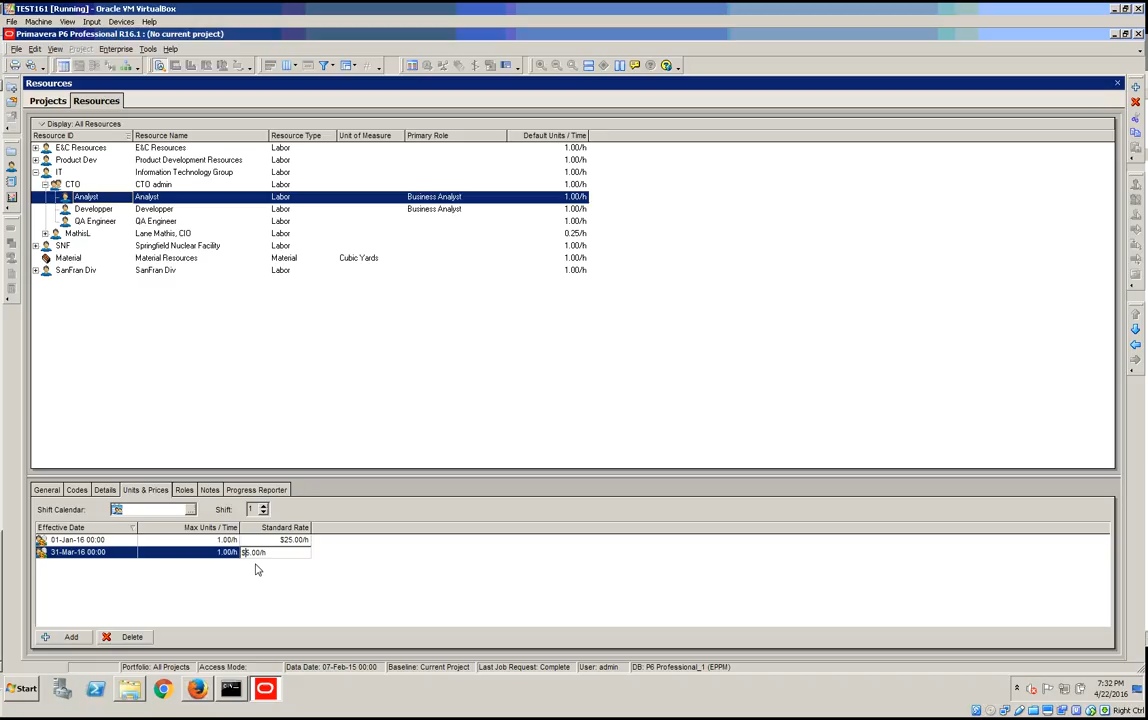 TEST161 [Running] - Oracle VM VirtualBox
File Machine View Input Devices Help
Primavera P6 Professional R16.1 : (No current project)
File Edit View Project Enterprise Tools Help
Resources
Projects Resources
Display: All Resources
Resource ID Resource Name Resource Type Unit of Measure Primary Role Default Units / Time
E&C Resources E&C Resources Labor 1.00/h
Product Dev Product Development Resources Labor 1.00/h
IT Information Technology Group Labor 1.00/h
CTO CTO admin Labor 1.00/h
Analyst Analyst Labor Business Analyst 1.00/h
Developper Developper Labor Business Analyst 1.00/h
QA Engineer QA Engineer Labor 1.00/h
MathisL Lane Mathis, CIO Labor 0.25/h
SNF Springfield Nuclear Facility Labor 1.00/h
Material Material Resources Material Cubic Yards 1.00/h
SanFran Div SanFran Div Labor 1.00/h
General Codes Details Units & Prices Roles Notes Progress Reporter
Shift Calendar: ... Shift: 1
Effective Date Max Units / Time Standard Rate
01-Jan-16 00:00 1.00/h $25.00/h
31-Mar-16 00:00 1.00/h
Add Delete
Portfolio: All Projects Access Mode: Data Date: 07-Feb-15 00:00 Baseline: Current Project Last Job Request: Complete User: admin DB: P6 Professional_1 (EPPM)
Start
7:32 PM
4/22/2016
Right Ctrl